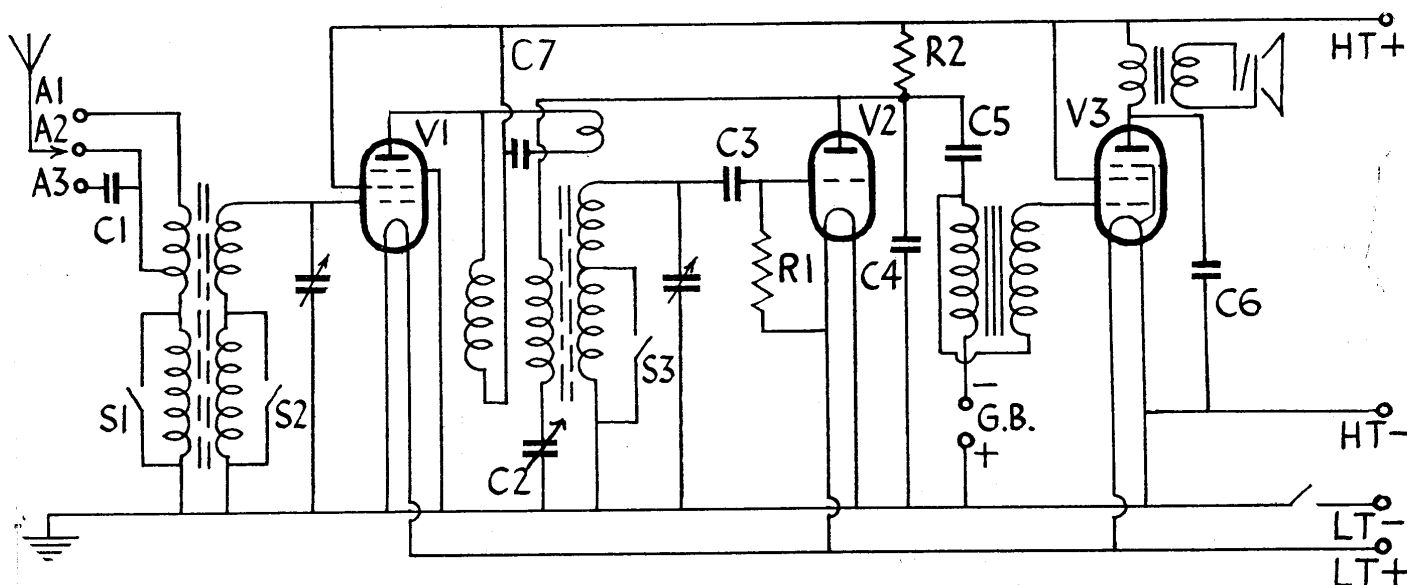 A1
A2
A3
C1
S1
S2
V1
C7
C2
S3
C3
R1
V2
R2
C4
C5
−
G.B.
+
V3
C6
HT+
HT−
LT−
LT+